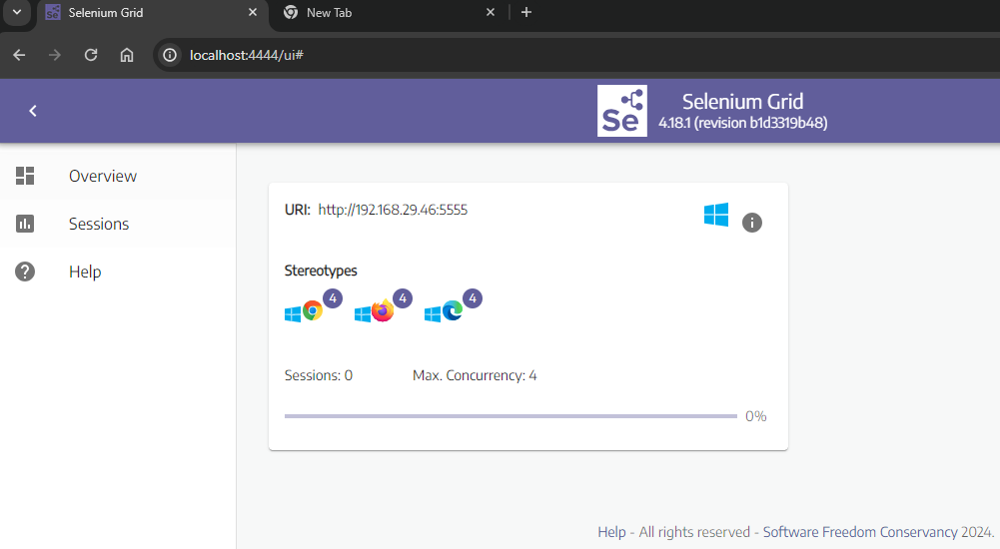 Selenium Grid
New Tab
localhost:4444/ui#
Se
Selenium Grid
4.18.1 (revision b1d3319b48)
Overview
Sessions
Help
URI: http://192.168.29.46:5555
Stereotypes
4 4 4
Sessions: 0 Max. Concurrency: 4
0%
Help - All rights reserved - Software Freedom Conservancy 2024.